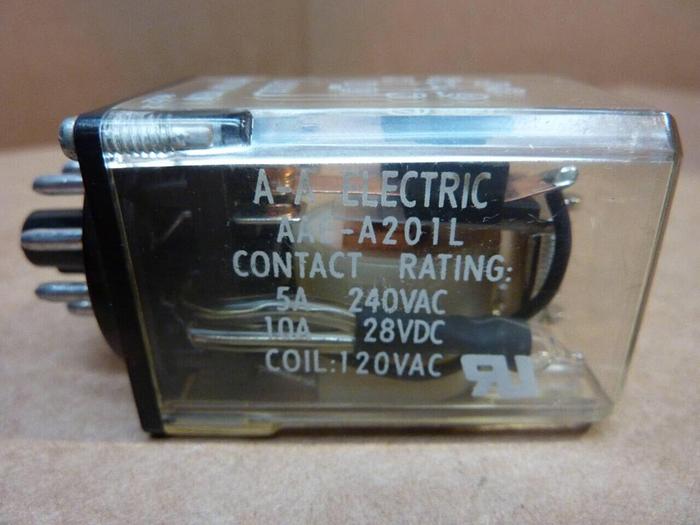 A-A ELECTRIC
AAE-A201L
CONTACT RATING:
5A 240VAC
10A 28VDC
COIL:120VAC